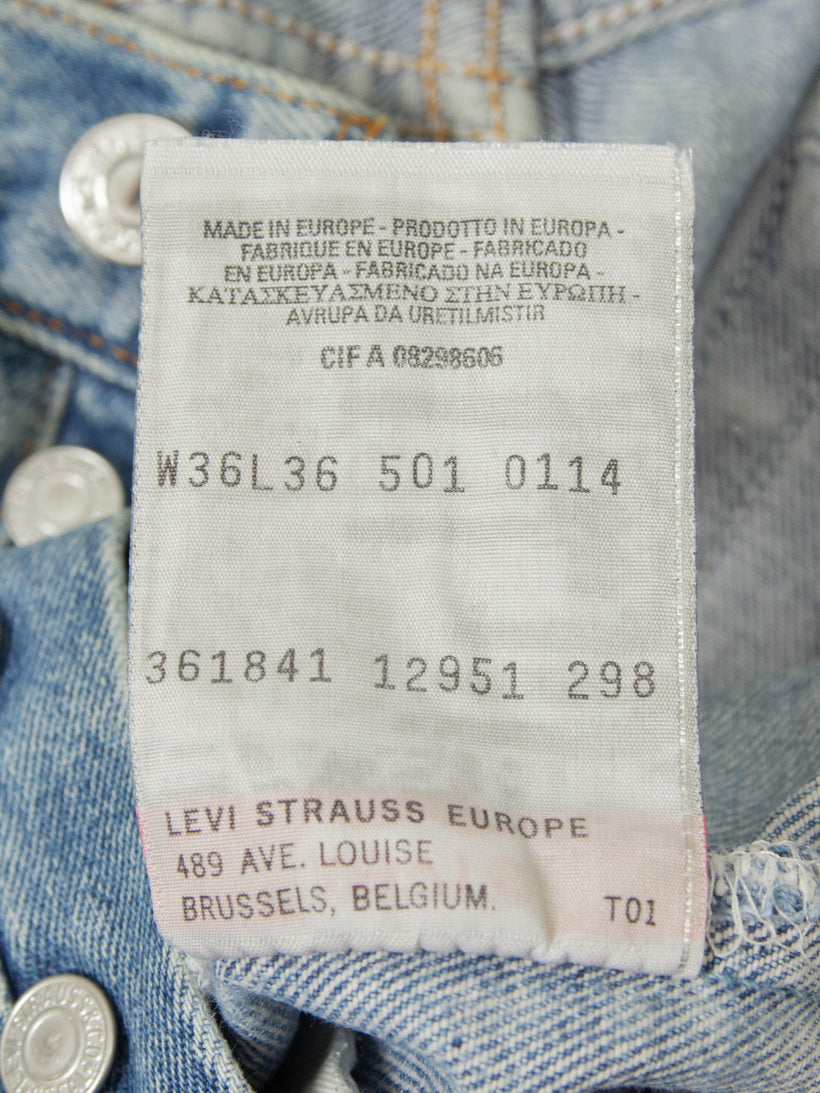 MADE IN EUROPE - PRODOTTO IN EUROPA -
FABRIQUE EN EUROPE - FABRICADO
EN EUROPA - FABRICADO NA EUROPA -
ΚΑΤΑΣΚΕΥΑΣΜΕΝΟ ΣΤΗΝ ΕΥΡΩΠΗ -
AVRUPA DA URETILMISTIR
CIF A 08298606
W36L36 501 0114
361841 12951 298
LEVI STRAUSS EUROPE
489 AVE. LOUISE
BRUSSELS, BELGIUM. T01
LEVI STRAUSS